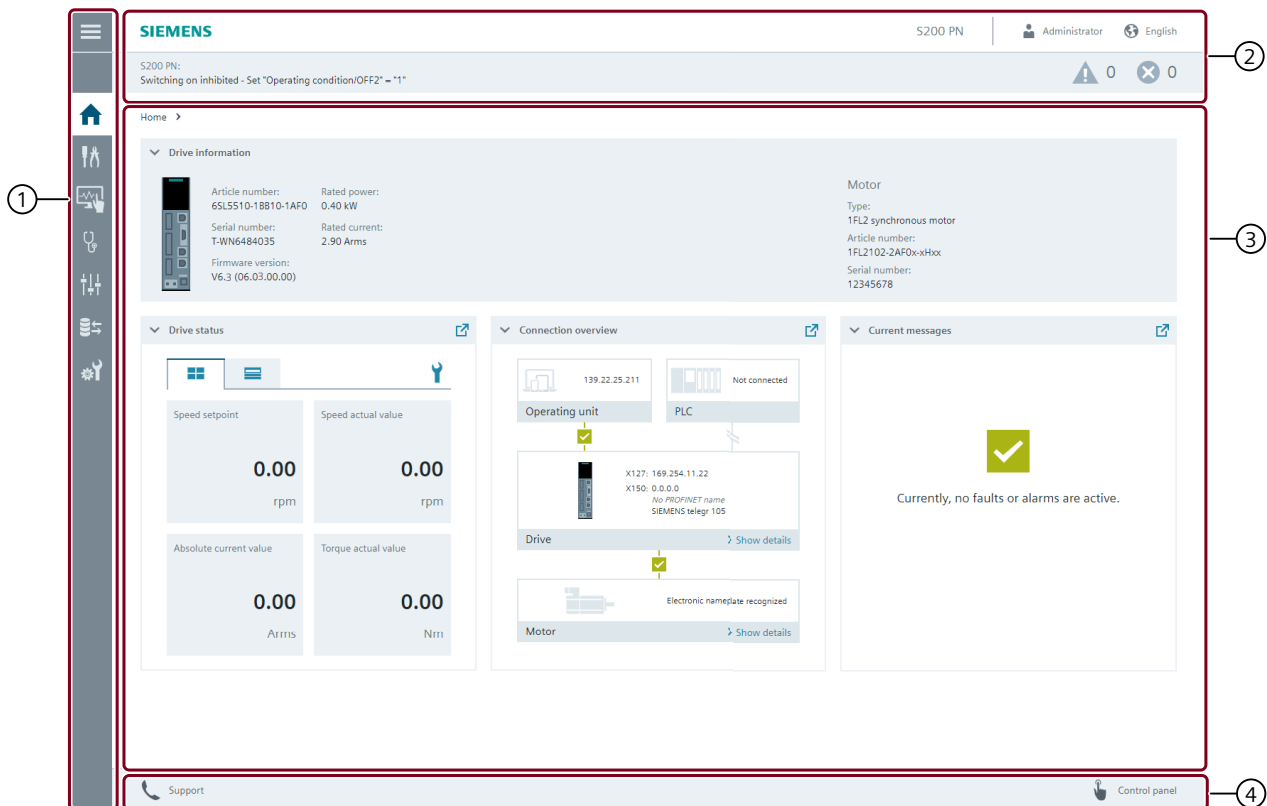 SIEMENS
S200 PN
Administrator
English
S200 PN:
Switching on inhibited - Set "Operating condition/OFF2" = "1"
0
0
2
Home
Drive information
Article number:
6SL5510-1BB10-1AF0
Rated power:
0.40 kW
Serial number:
T-WN6484035
Rated current:
2.90 Arms
Firmware version:
V6.3 (06.03.00.00)
Motor
Type:
1FL2 synchronous motor
Article number:
1FL2102-2AF0x-xHxx
Serial number:
12345678
1
3
Drive status
Speed setpoint
0.00
rpm
Speed actual value
0.00
rpm
Absolute current value
0.00
Arms
Torque actual value
0.00
Nm
Connection overview
139.22.25.211
Operating unit
Not connected
PLC
X127: 169.254.11.22
X150: 0.0.0.0
No PROFINET name
SIEMENS telegr 105
Drive
Show details
Electronic nameplate recognized
Motor
Show details
Current messages
Currently, no faults or alarms are active.
Support
Control panel
4